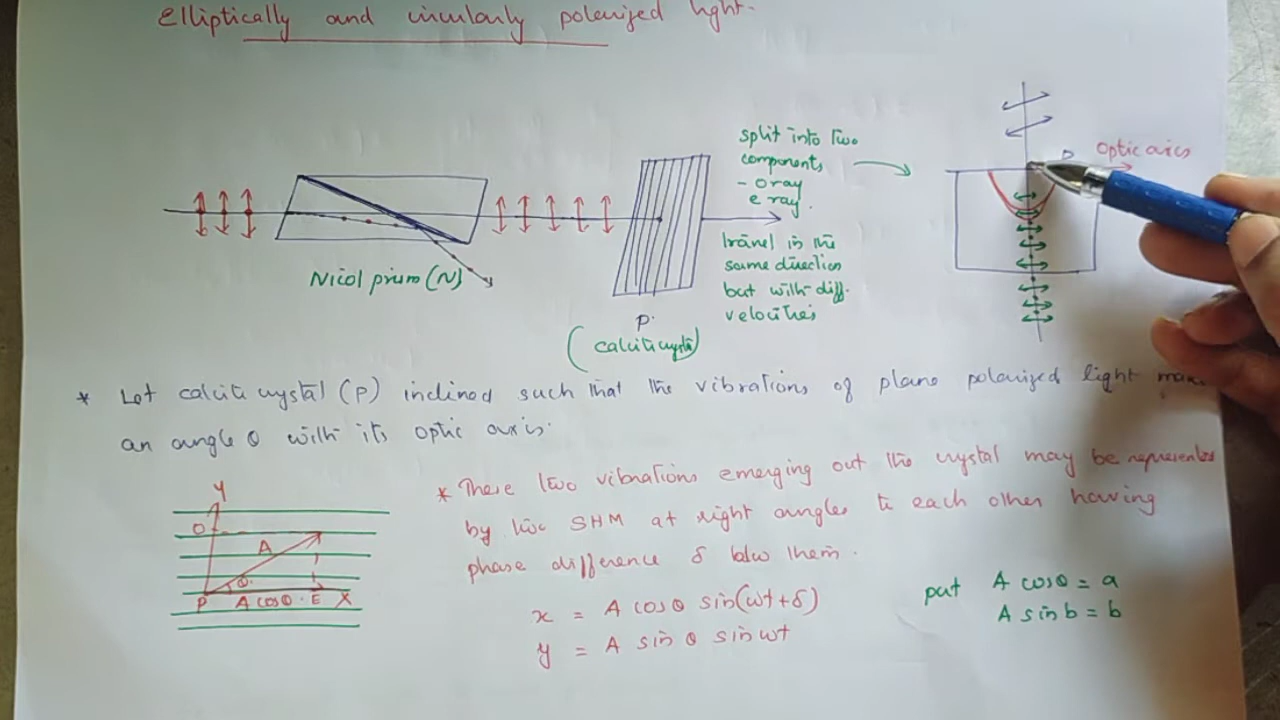 Elliptically and circularly polarized light.
split into two
components
- o ray
e ray.
travel in the
same direction
but with diff.
velocities
Optic axis
Nicol prism (N)
P
(calcite crystal)
* Let calcite crystal (P) inclined such that the vibrations of plane polarized light make
an angle θ with its optic axis.
* These two vibrations emerging out the crystal may be represented
by two SHM at right angles to each other having
phase difference δ b/w them.
x = A cosθ sin(ωt+δ)
y = A sin θ sin ωt
put A cosθ = a
A sin b = b
Y
O
A
θ
P A cosθ E X